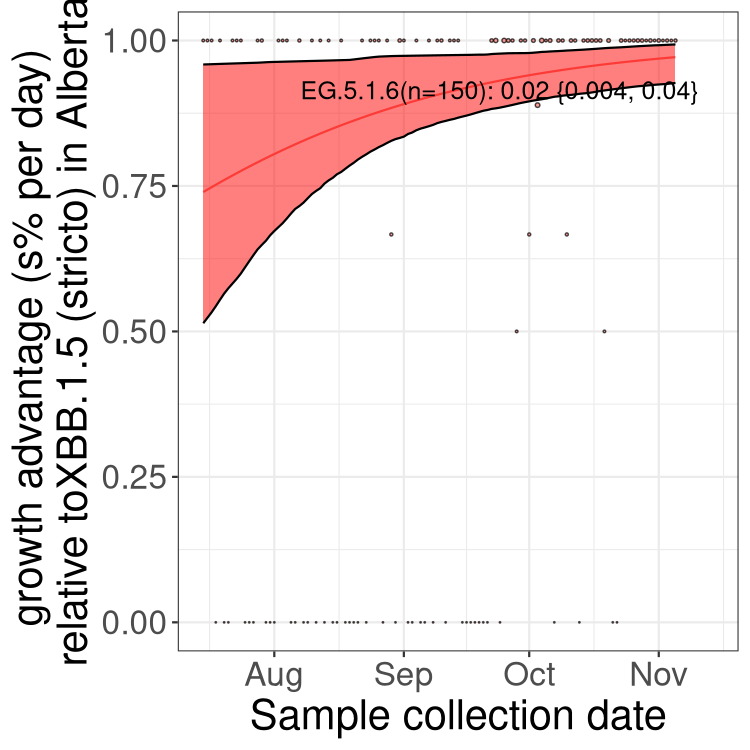 growth advantage (s% per day)
relative toXBB.1.5 (stricto) in Alberta
1.00
0.75
0.50
0.25
0.00
EG.5.1.6(n=150): 0.02 {0.004, 0.04}
Aug Sep Oct Nov
Sample collection date